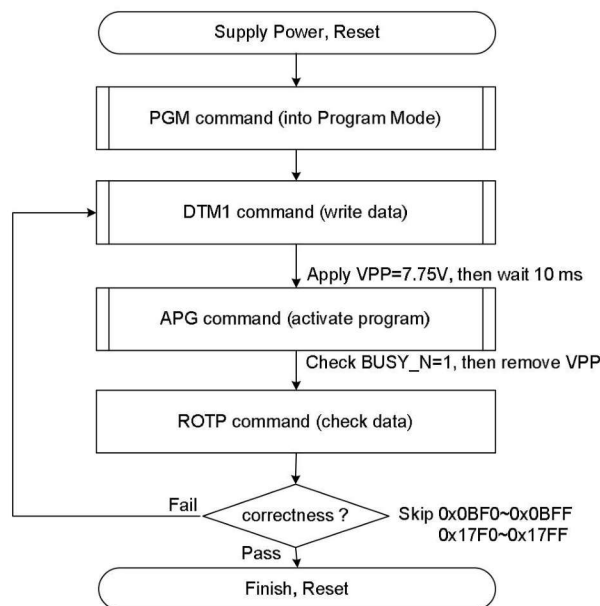 Supply Power, Reset
PGM command (into Program Mode)
DTM1 command (write data)
Apply VPP=7.75V, then wait 10 ms
APG command (activate program)
Check BUSY_N=1, then remove VPP
ROTP command (check data)
Fail
correctness ?
Skip 0x0BF0~0x0BFF
0x17F0~0x17FF
Pass
Finish, Reset